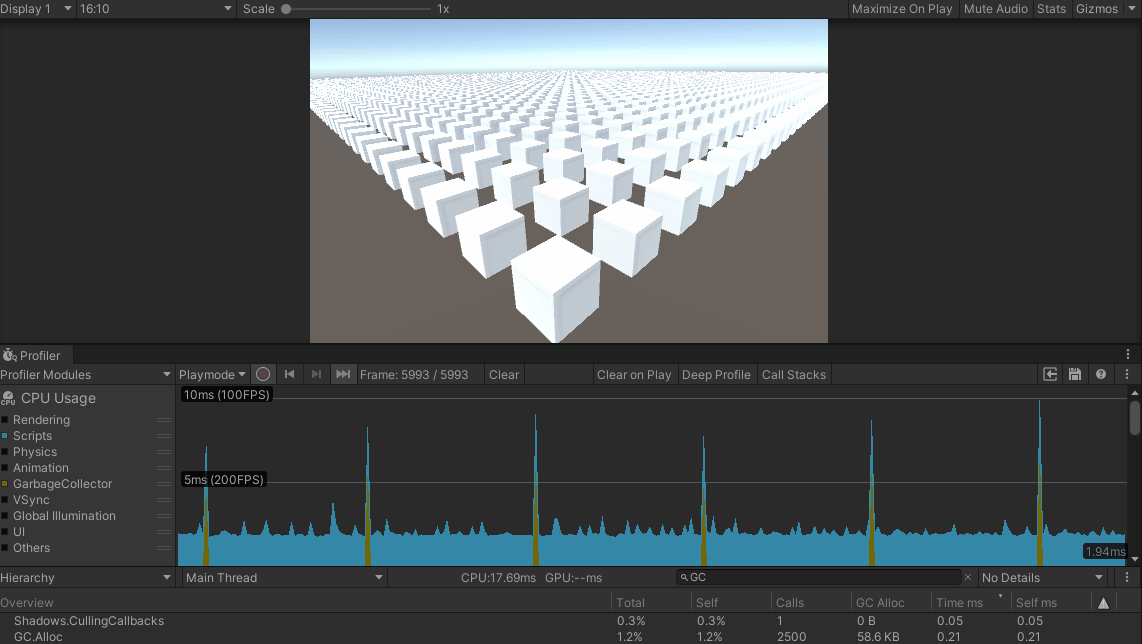 Display 1 16:10 Scale 1x Maximize On Play Mute Audio Stats Gizmos
Profiler
Profiler Modules Playmode Frame: 5993 / 5993 Clear Clear on Play Deep Profile Call Stacks
CPU CPU Usage
10ms (100FPS)
Rendering
Scripts
Physics
Animation
5ms (200FPS)
GarbageCollector
VSync
Global Illumination
UI
Others
1.94ms
Hierarchy Main Thread CPU:17.69ms GPU:--ms GC No Details
Overview Total Self Calls GC Alloc Time ms Self ms
Shadows.CullingCallbacks 0.3% 0.3% 1 0 B 0.05 0.05
GC.Alloc 1.2% 1.2% 2500 58.6 KB 0.21 0.21